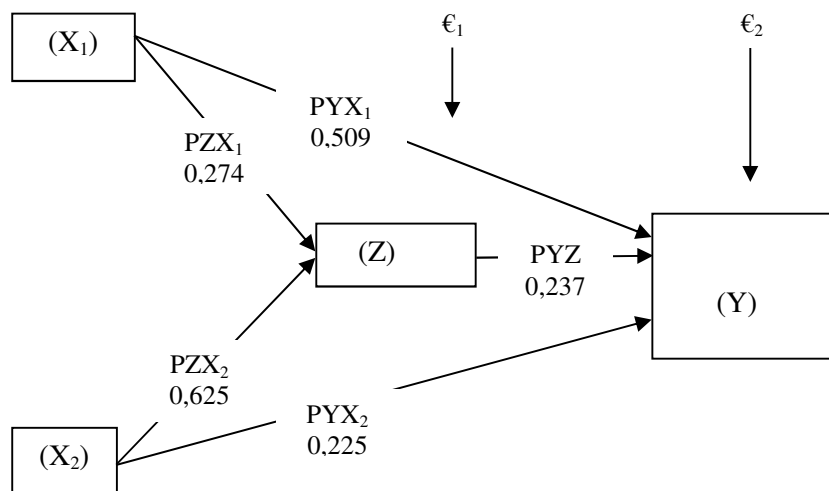 (X₁)
€₁
€₂
PYX₁
0,509
PZX₁
0,274
(Z)
PYZ
0,237
(Y)
PZX₂
0,625
PYX₂
0,225
(X₂)